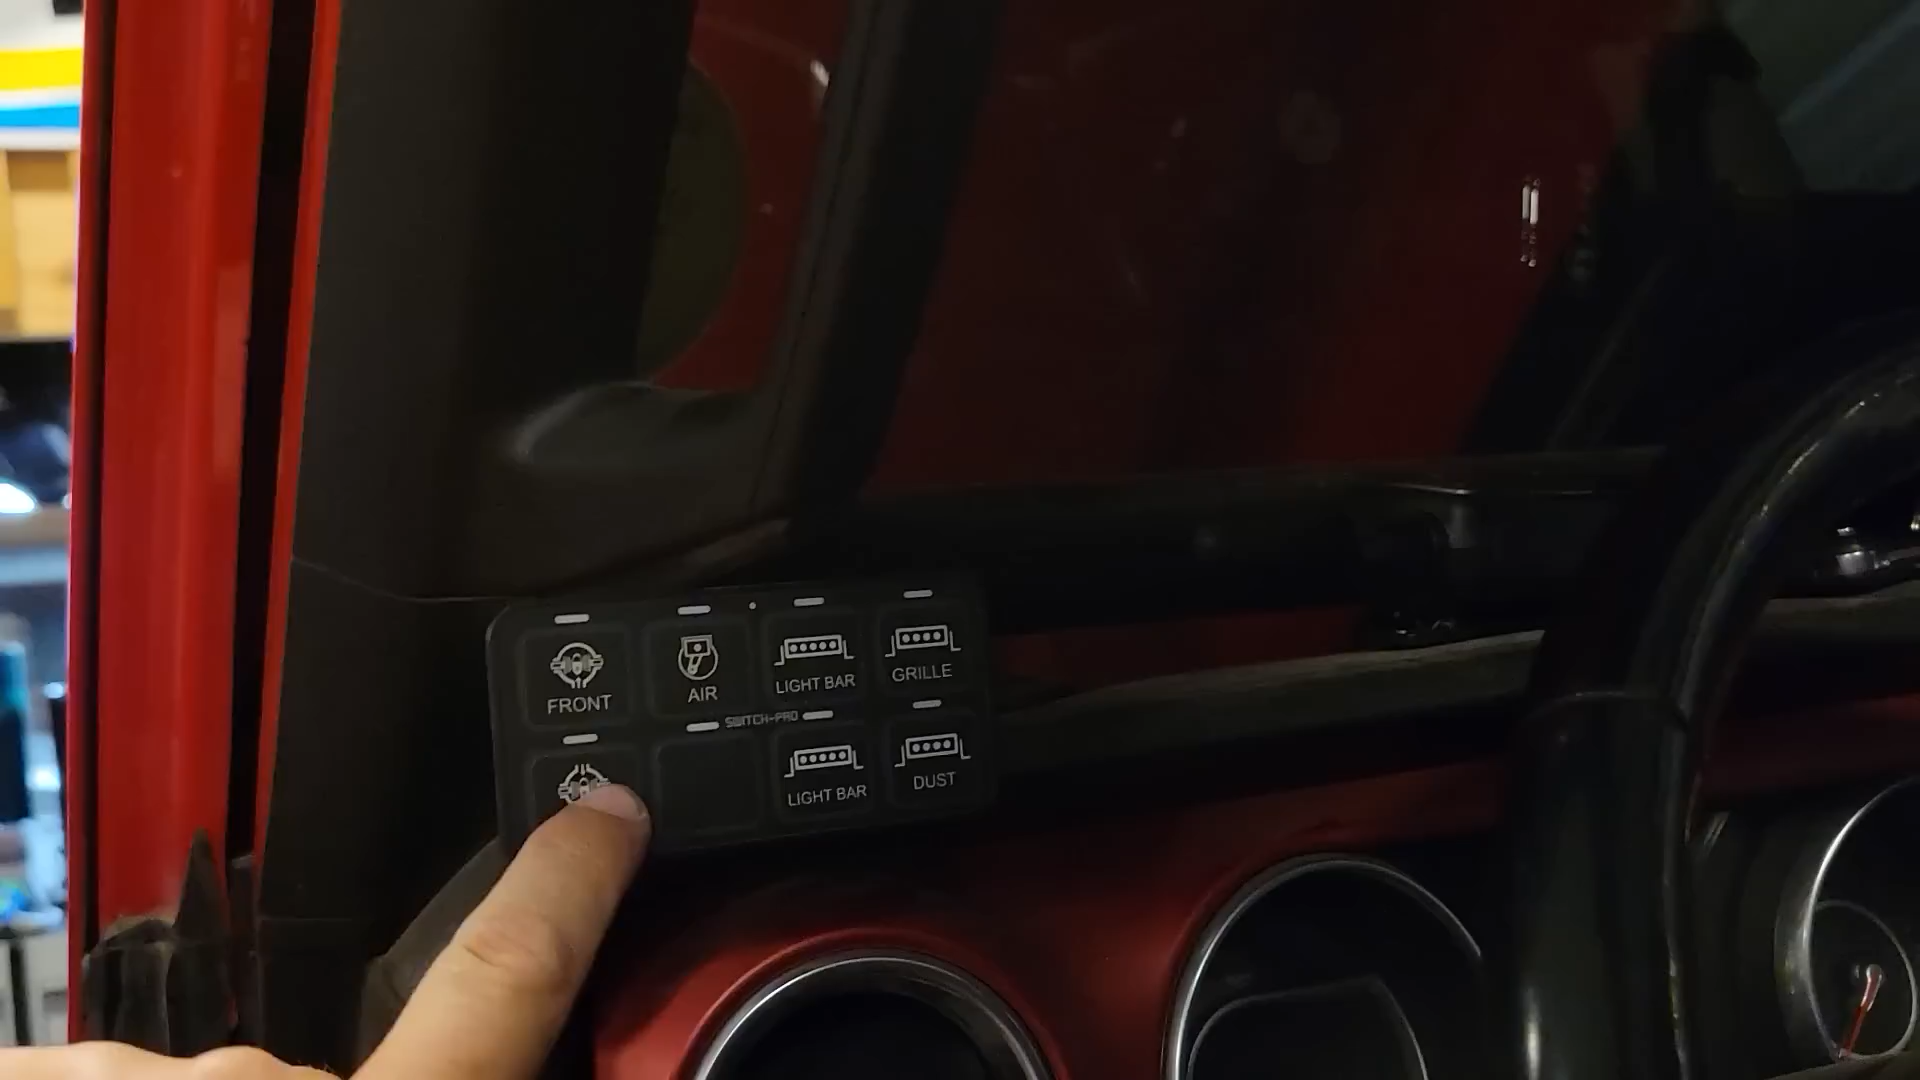 FRONT
AIR
LIGHT BAR
GRILLE
SWITCH-PRO
LIGHT BAR
DUST